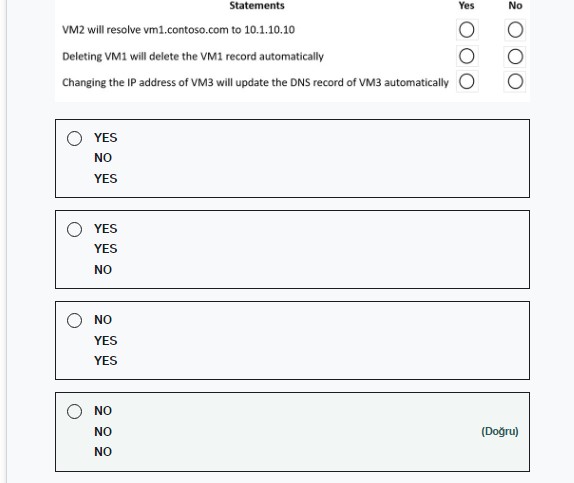 Statements Yes No
VM2 will resolve vm1.contoso.com to 10.1.10.10
Deleting VM1 will delete the VM1 record automatically
Changing the IP address of VM3 will update the DNS record of VM3 automatically
YES
NO
YES
YES
YES
NO
NO
YES
YES
NO
NO (Doğru)
NO